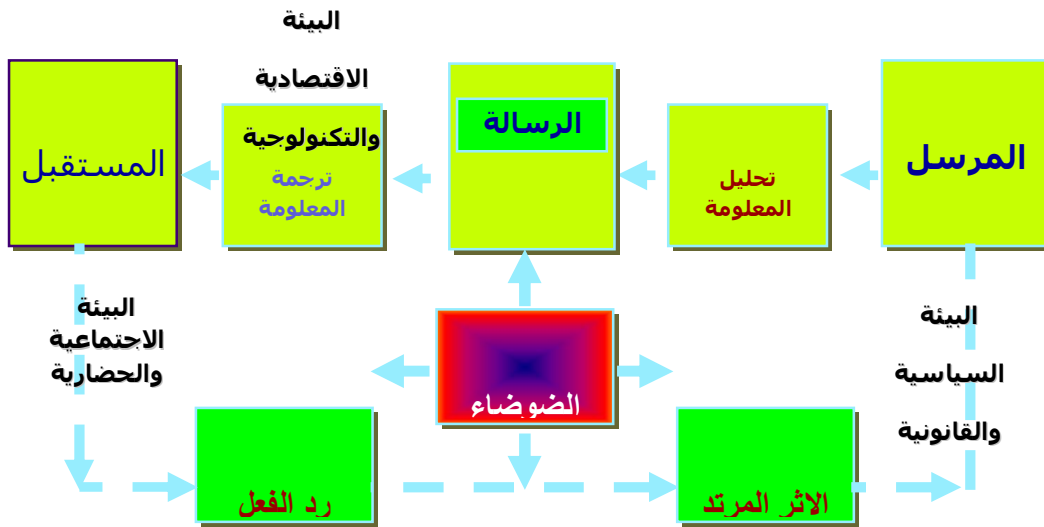 البيئة
الاقتصادية
والتكنولوجية
المرسل
تحليل
المعلومة
الرسالة
ترجمة
المعلومة
المستقبل
البيئة
السياسية
والقانونية
الضوضاء
البيئة
الاجتماعية
والحضارية
الاثر المرتد
رد الفعل